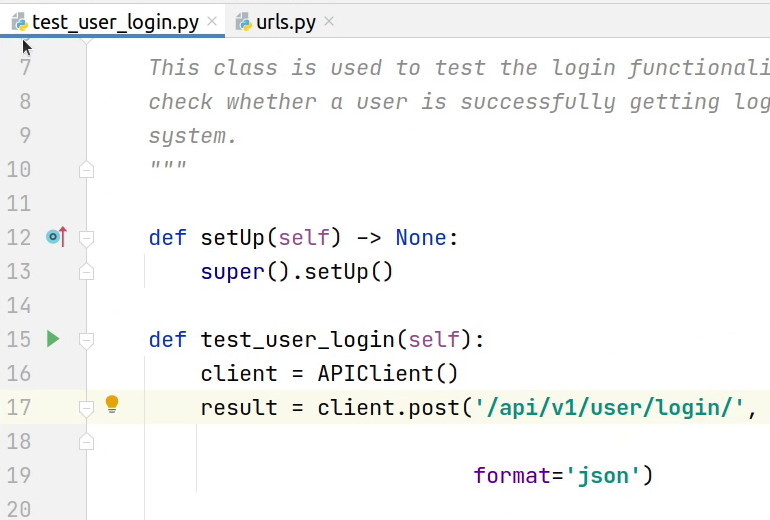 test_user_login.py urls.py
7 This class is used to test the login
8 check whether a user is successfully getting
9 system.
10 """
11
12 def setUp(self) -> None:
13 super().setUp()
14
15 def test_user_login(self):
16 client = APIClient()
17 result = client.post('/api/v1/user/login/',
18
19 format='json')
20